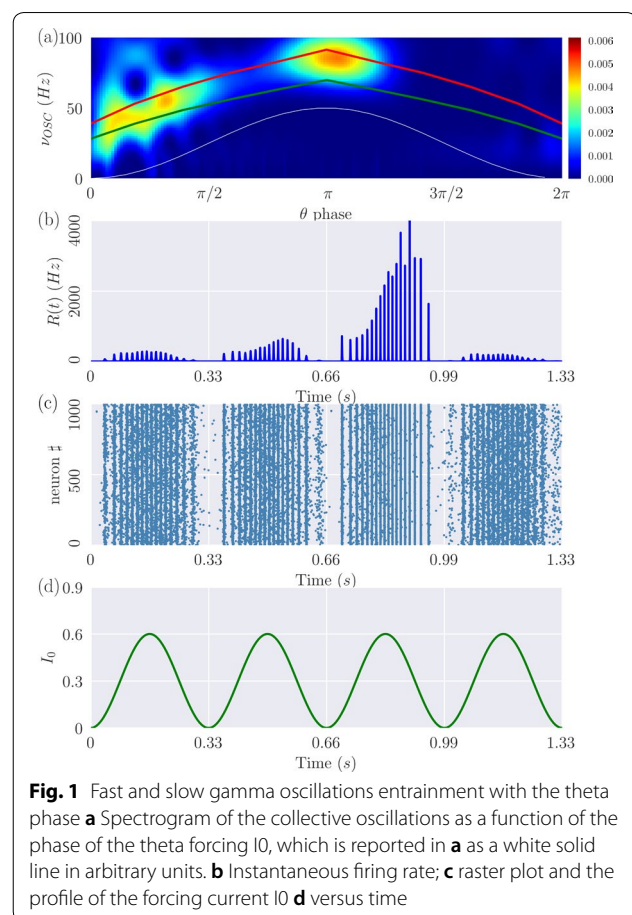 (a)
100
50
0
νOSC (Hz)
0.006
0.005
0.004
0.003
0.002
0.001
0.000
0 π/2 π 3π/2 2π
θ phase
(b)
4000
2000
0
R(t) (Hz)
0 0.33 0.66 0.99 1.33
Time (s)
(c)
1000
500
0
neuron ♯
0 0.33 0.66 0.99 1.33
Time (s)
(d)
0.9
0.6
0.3
0
I0
0 0.33 0.66 0.99 1.33
Time (s)
Fig. 1 Fast and slow gamma oscillations entrainment with the theta
phase a Spectrogram of the collective oscillations as a function of the
phase of the theta forcing I0, which is reported in a as a white solid
line in arbitrary units. b Instantaneous firing rate; c raster plot and the
profile of the forcing current I0 d versus time